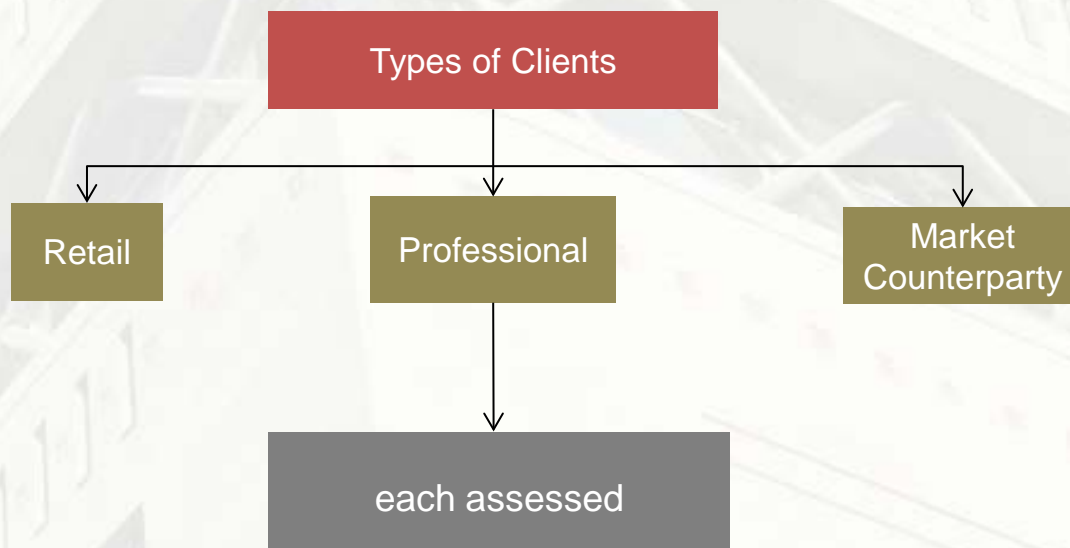 Types of Clients
Retail
Professional
Market
Counterparty
each assessed